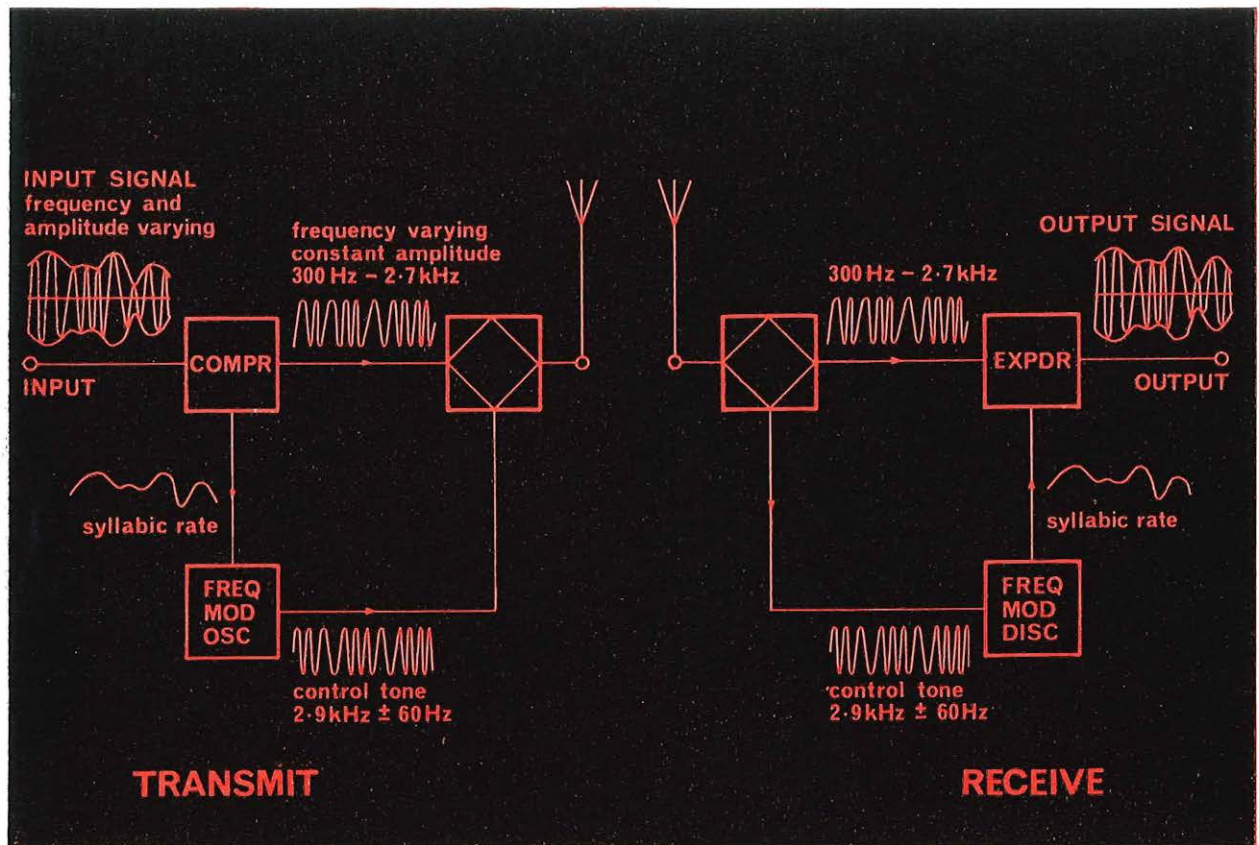 INPUT SIGNAL
frequency and
amplitude varying
frequency varying
constant amplitude
300 Hz – 2·7 kHz
INPUT
COMPR
syllabic rate
FREQ
MOD
OSC
control tone
2·9 kHz ± 60 Hz
TRANSMIT
300 Hz – 2·7 kHz
OUTPUT SIGNAL
EXPDR
OUTPUT
syllabic rate
FREQ
MOD
DISC
control tone
2·9 kHz ± 60 Hz
RECEIVE